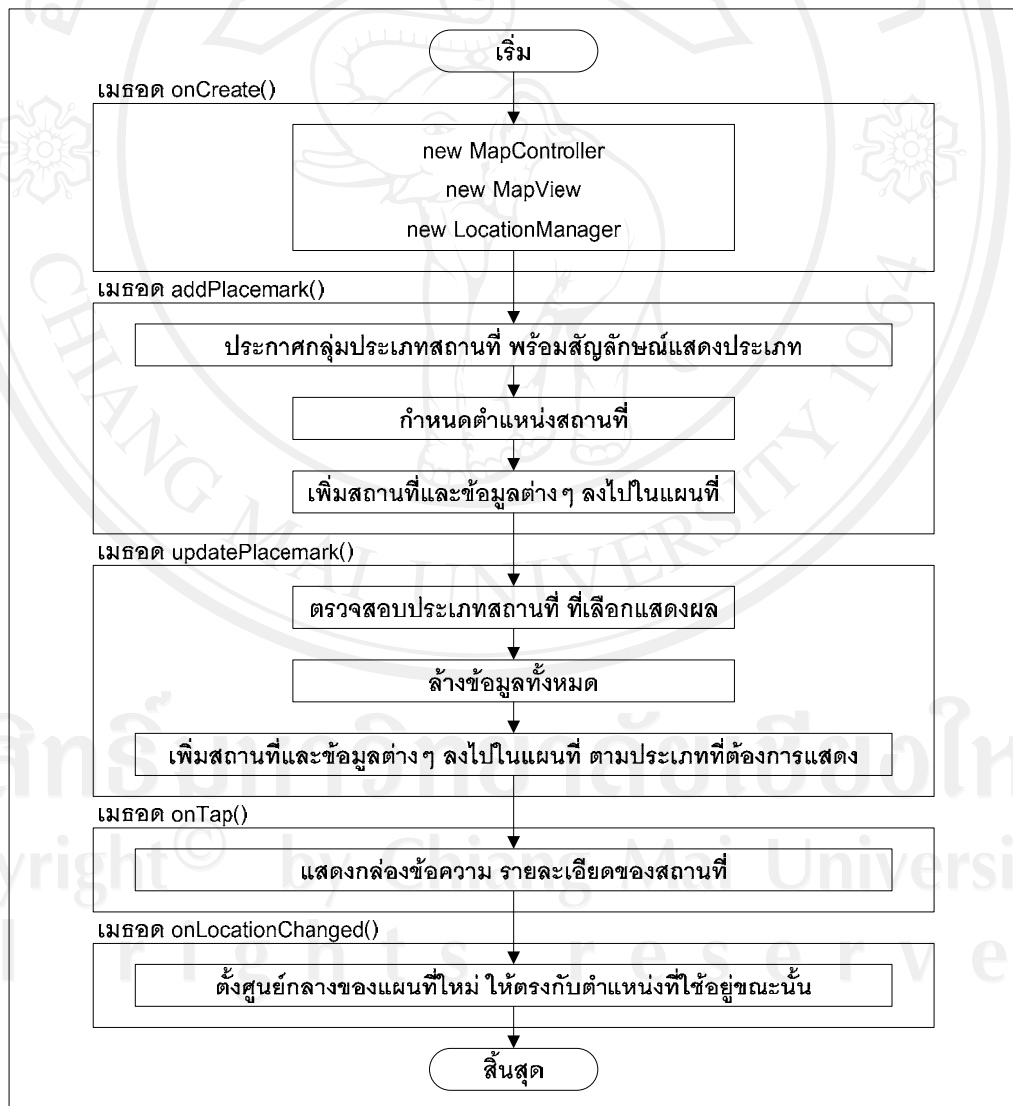 เริ่ม
เมธอด onCreate()
new MapController
new MapView
new LocationManager
เมธอด addPlacemark()
ประกาศกลุ่มประเภทสถานที่ พร้อมสัญลักษณ์แสดงประเภท
กำหนดตำแหน่งสถานที่
เพิ่มสถานที่และข้อมูลต่างๆ ลงไปในแผนที่
เมธอด updatePlacemark()
ตรวจสอบประเภทสถานที่ ที่เลือกแสดงผล
ล้างข้อมูลทั้งหมด
เพิ่มสถานที่และข้อมูลต่างๆ ลงไปในแผนที่ ตามประเภทที่ต้องการแสดง
เมธอด onTap()
แสดงกล่องข้อความ รายละเอียดของสถานที่
เมธอด onLocationChanged()
ตั้งศูนย์กลางของแผนที่ใหม่ ให้ตรงกับตำแหน่งที่ใช้อยู่ขณะนั้น
สิ้นสุด
CHIANG MAI UNIVERSITY 1964
yright © by Chiang Mai Universi
rights reserve